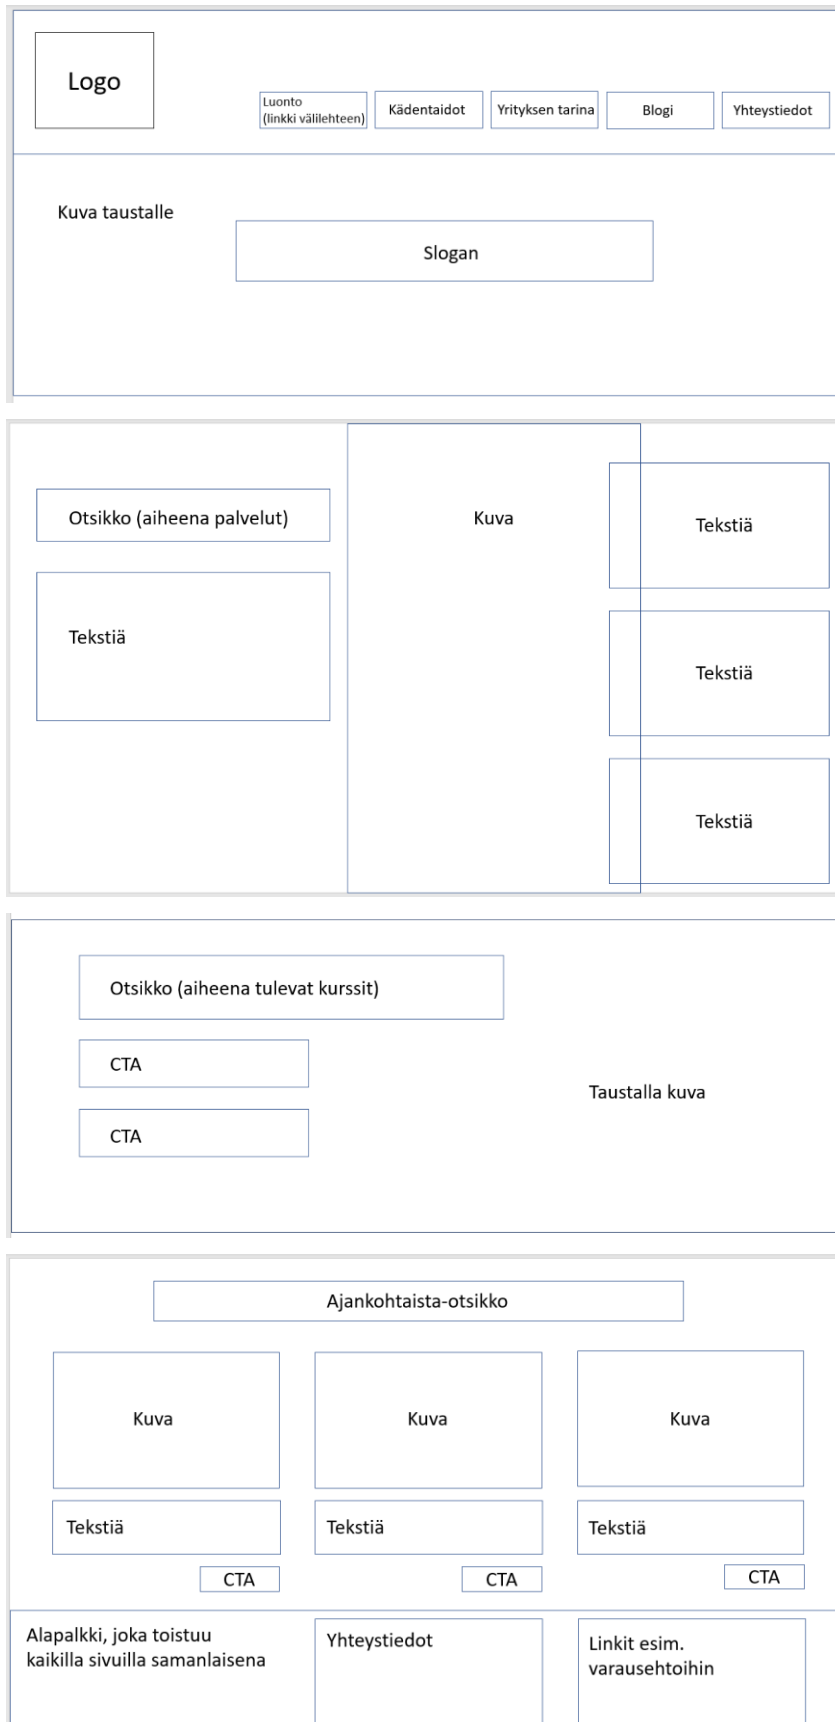 Logo
Luonto
(linkki välilehteen)
Kädentaidot
Yrityksen tarina
Blogi
Yhteystiedot
Kuva taustalle
Slogan
Otsikko (aiheena palvelut)
Tekstiä
Kuva
Tekstiä
Tekstiä
Tekstiä
Otsikko (aiheena tulevat kurssit)
CTA
CTA
Taustalla kuva
Ajankohtaista-otsikko
Kuva
Kuva
Kuva
Tekstiä
Tekstiä
Tekstiä
CTA
CTA
CTA
Alapalkki, joka toistuu
kaikilla sivuilla samanlaisena
Yhteystiedot
Linkit esim.
varausehtoihin